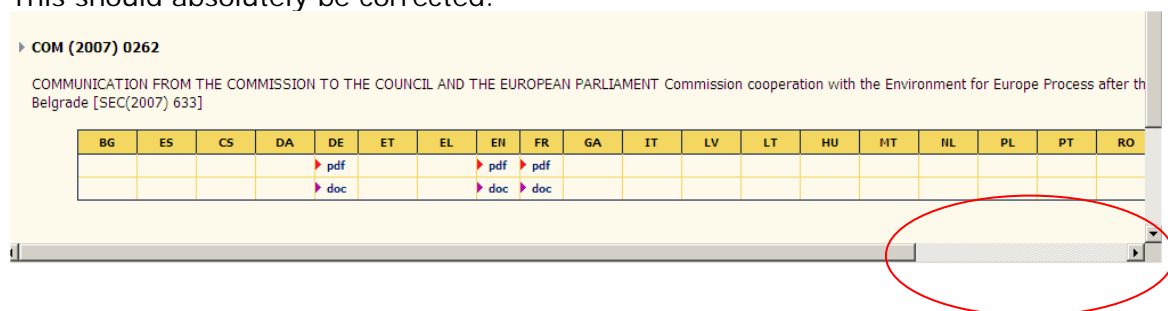 This should absolutely be corrected.
COM (2007) 0262
COMMUNICATION FROM THE COMMISSION TO THE COUNCIL AND THE EUROPEAN PARLIAMENT Commission cooperation with the Environment for Europe Process after th
Belgrade [SEC(2007) 633]
BG ES CS DA DE ET EL EN FR GA IT LV LT HU MT NL PL PT RO
pdf pdf pdf
doc doc doc